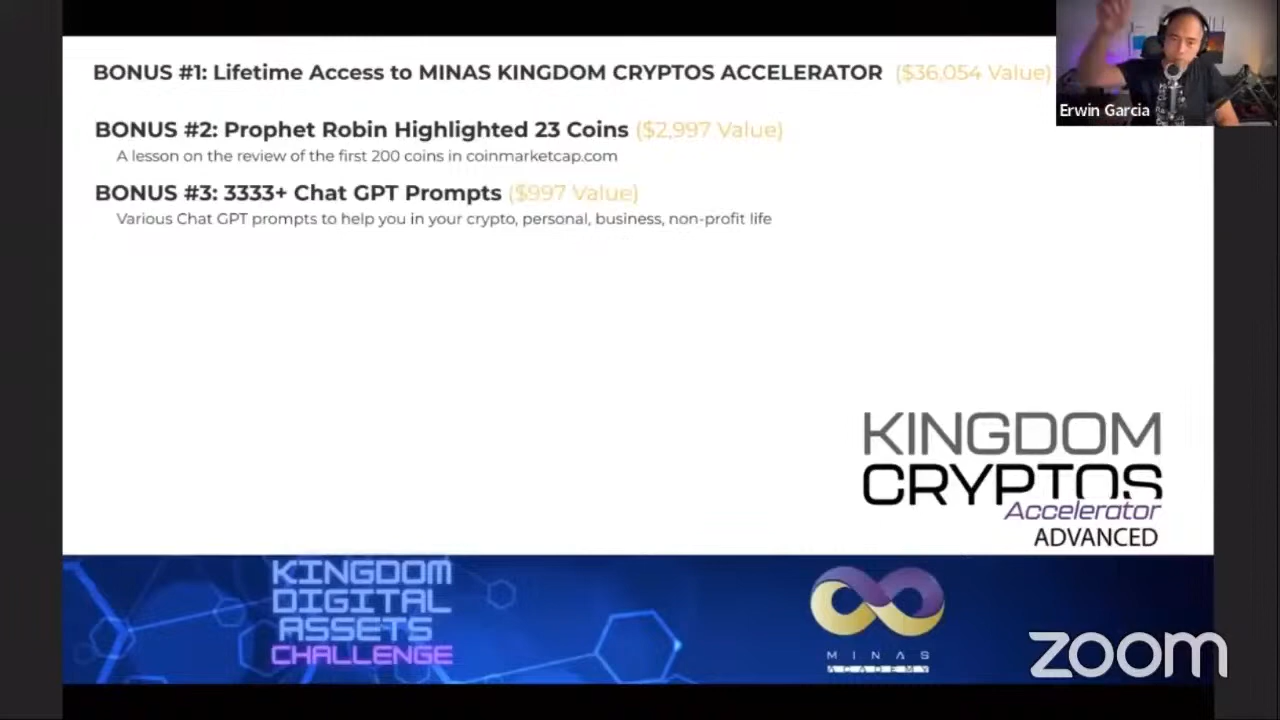 BONUS #1: Lifetime Access to MINAS KINGDOM CRYPTOS ACCELERATOR ($36,054 Value)
Erwin Garcia
BONUS #2: Prophet Robin Highlighted 23 Coins ($2,997 Value)
A lesson on the review of the first 200 coins in coinmarketcap.com
BONUS #3: 3333+ Chat GPT Prompts ($997 Value)
Various Chat GPT prompts to help you in your crypto, personal, business, non-profit life
KINGDOM
CRYPTOS
Accelerator
ADVANCED
KINGDOM
DIGITAL
ASSETS
CHALLENGE
MINAS
ACADEMY
zoom